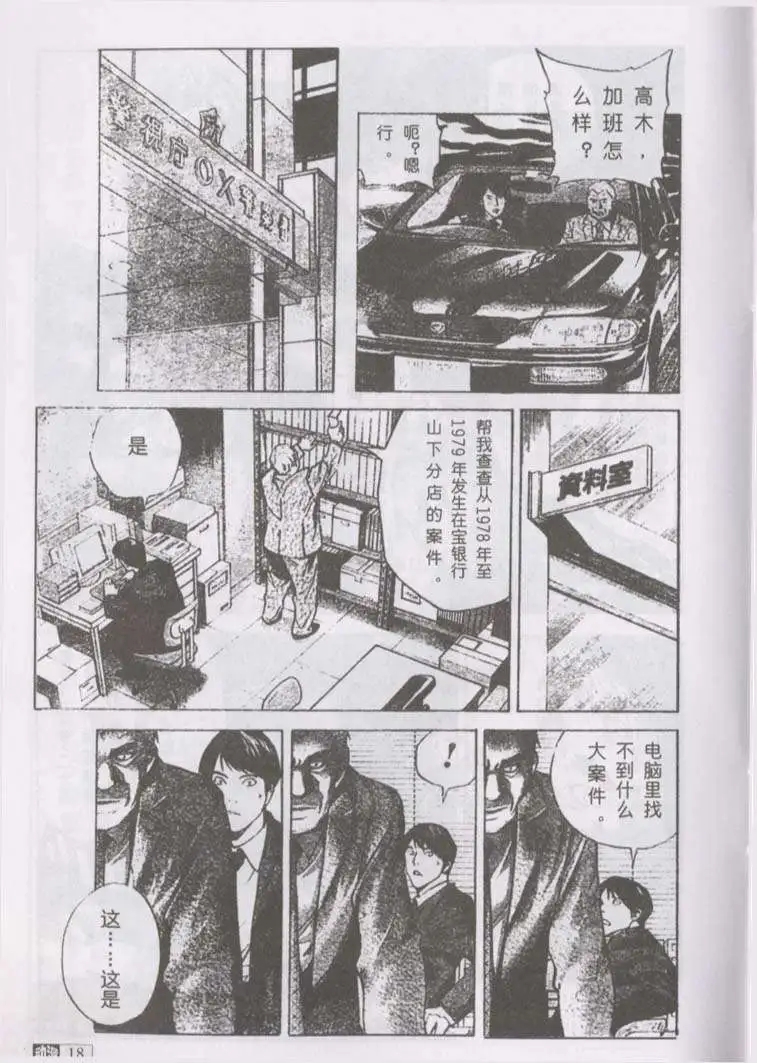 高木，
加班怎
么样？
呃？嗯
行。
資料室
帮我查查从1978年至
1979年发生在宝银行
山下分店的案件。
是
电脑里找
不到什么
大案件。
！
这……这是
动漫 18